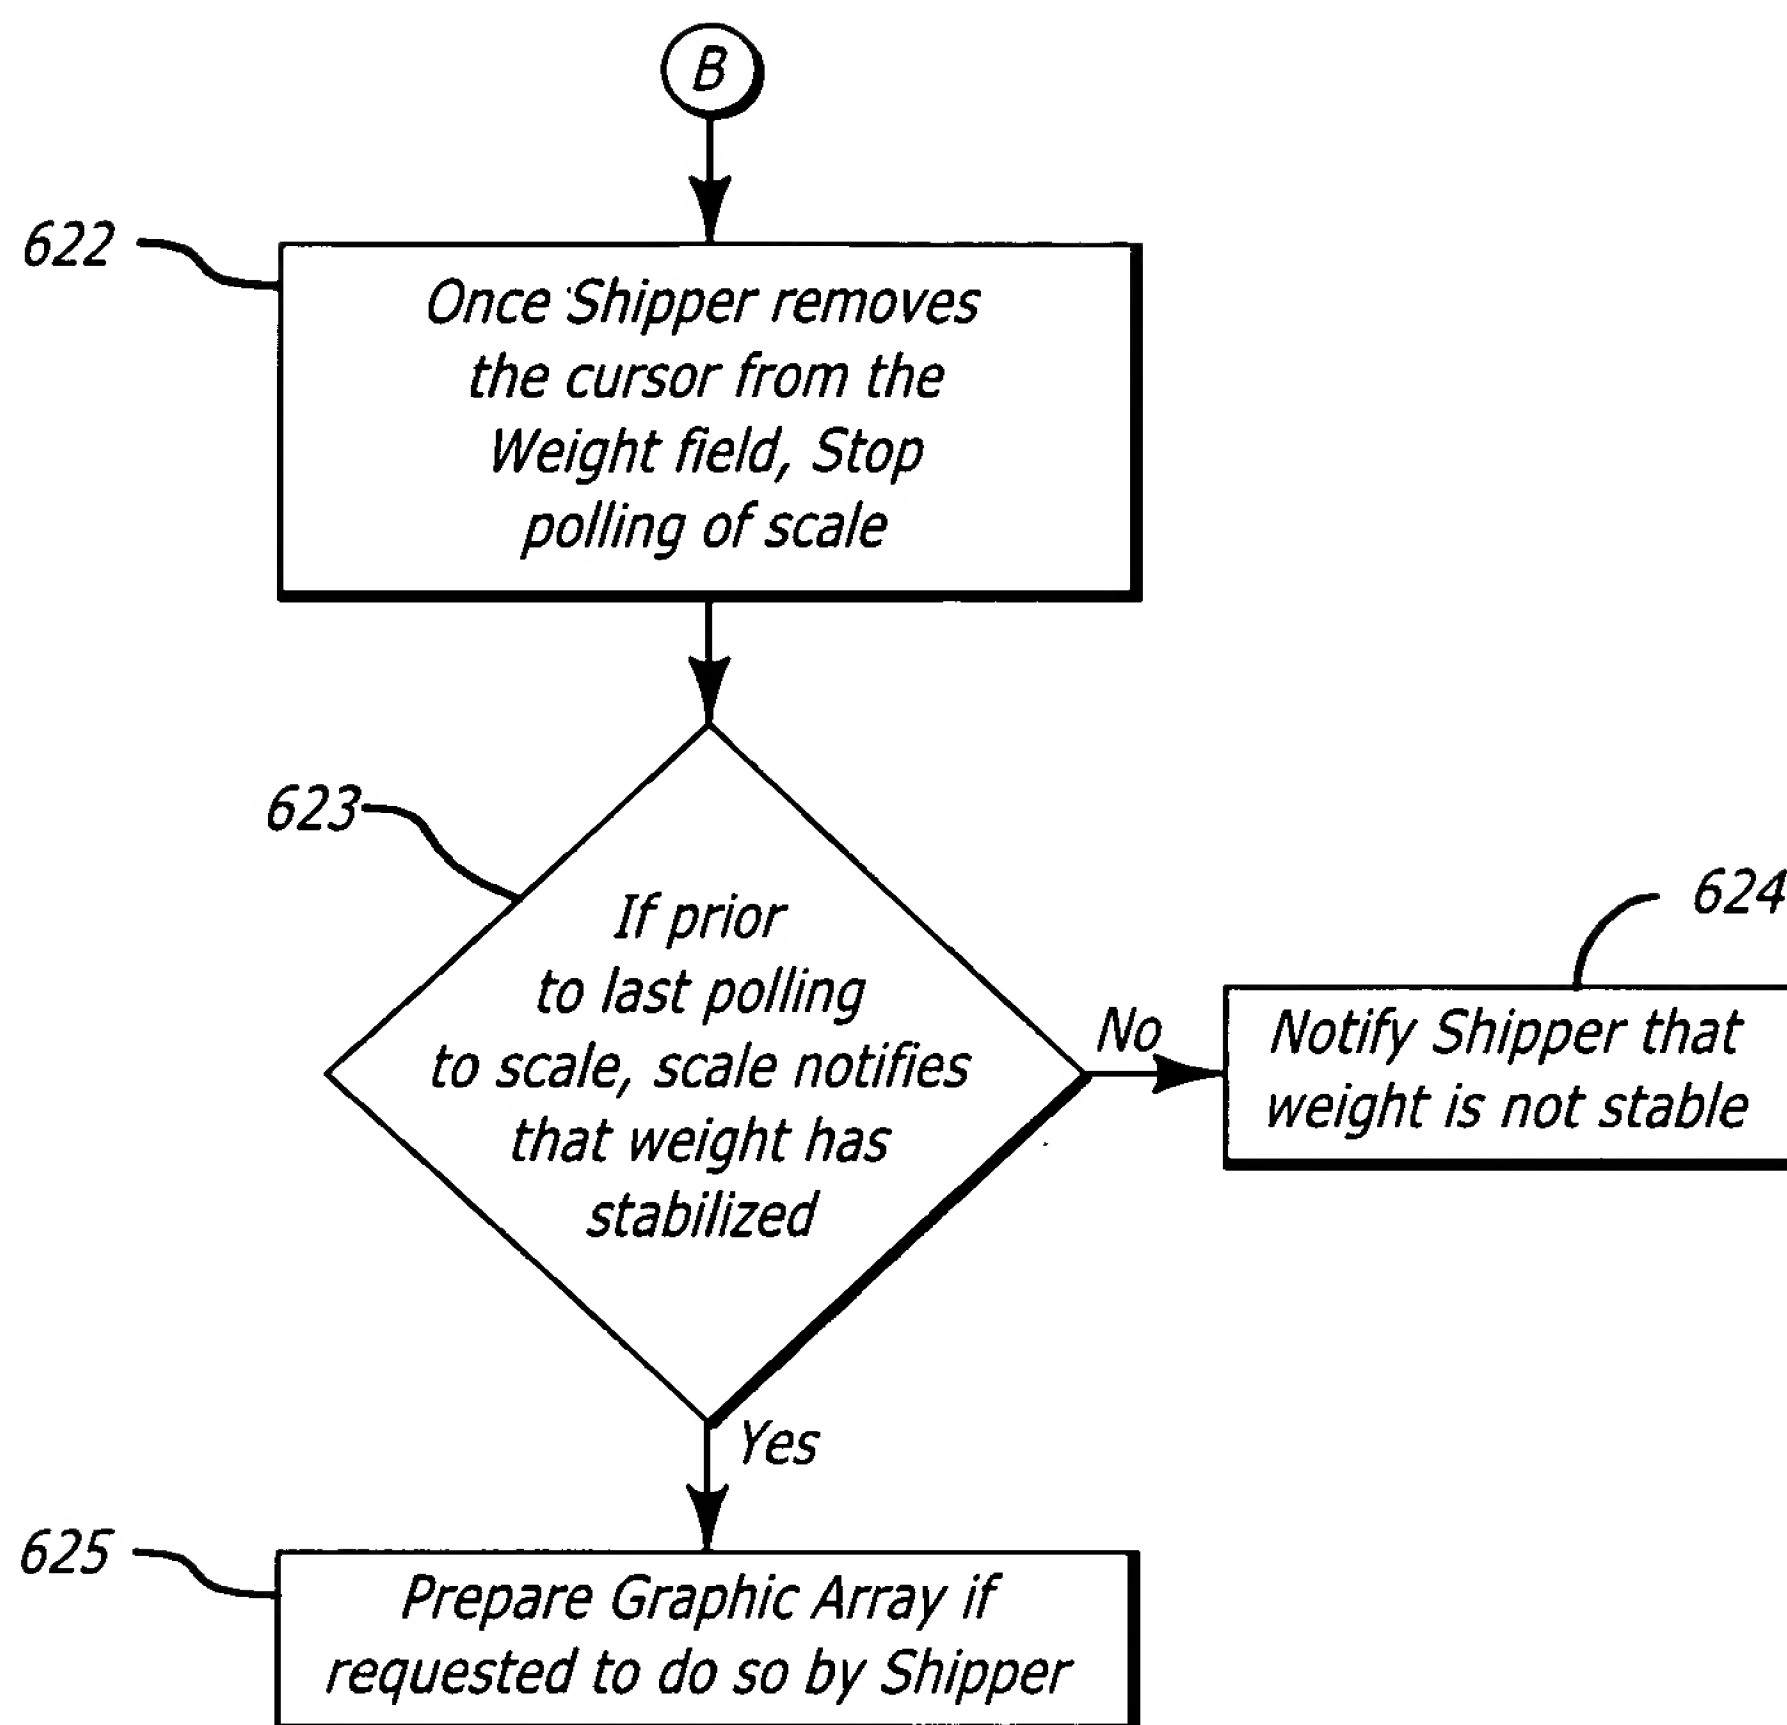 B
622
Once Shipper removes
the cursor from the
Weight field, Stop
polling of scale
623
If prior
to last polling
to scale, scale notifies
that weight has
stabilized
No
624
Notify Shipper that
weight is not stable
Yes
625
Prepare Graphic Array if
requested to do so by Shipper